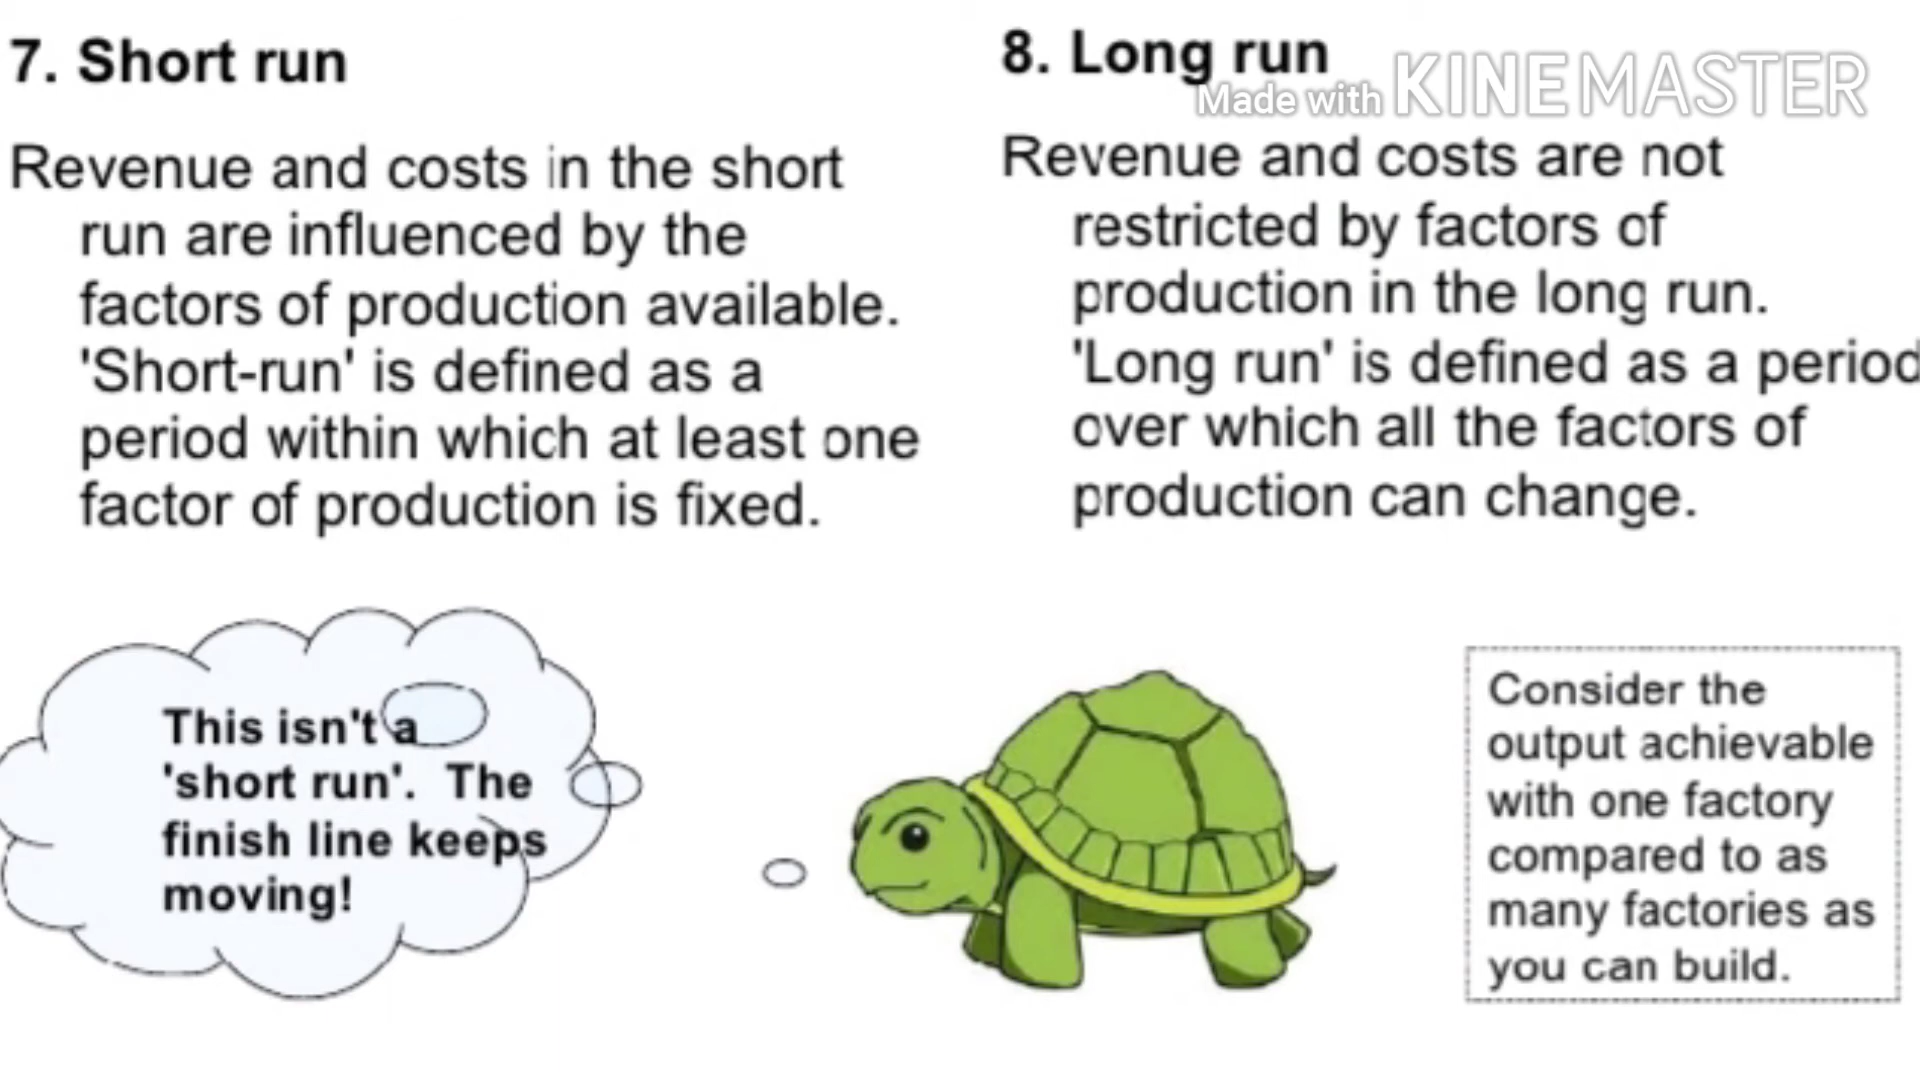 7. Short run
Revenue and costs in the short
run are influenced by the
factors of production available.
'Short-run' is defined as a
period within which at least one
factor of production is fixed.
8. Long run
Made with KINEMASTER
Revenue and costs are not
restricted by factors of
production in the long run.
'Long run' is defined as a period
over which all the factors of
production can change.
This isn't a
'short run'. The
finish line keeps
moving!
Consider the
output achievable
with one factory
compared to as
many factories as
you can build.